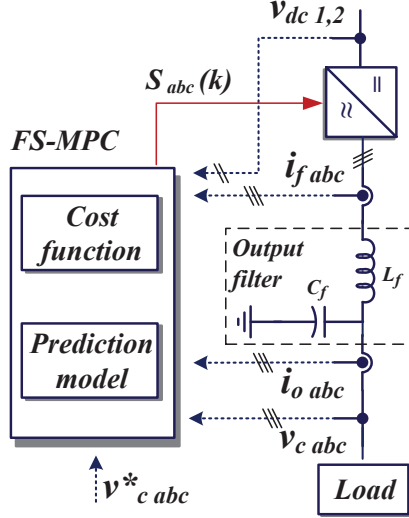 v dc 1,2
S abc (k)
FS-MPC
i f abc
Cost
function
Output
filter
C f
L f
Prediction
model
i o abc
v c abc
v* c abc
Load